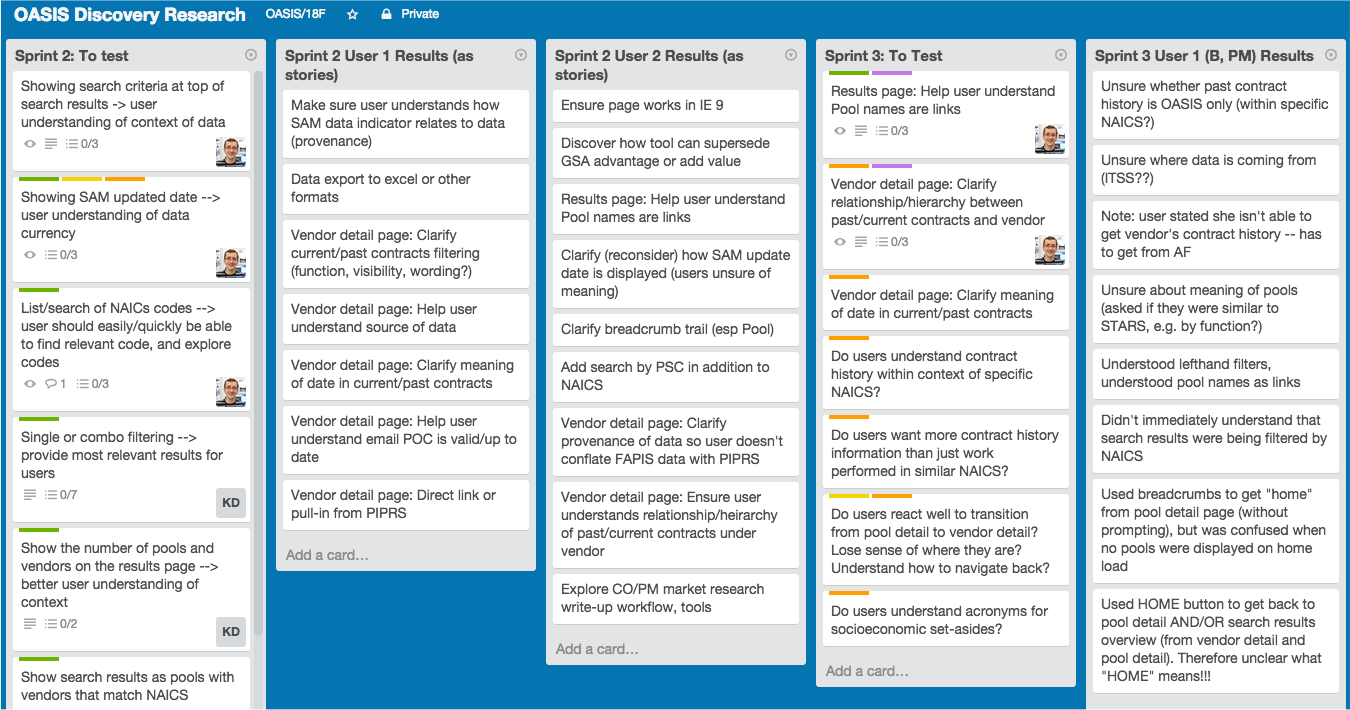 OASIS Discovery Research
OASIS/18F
Private
Sprint 2: To test
Showing search criteria at top of
search results -> user
understanding of context of data
0/3
Showing SAM updated date -->
user understanding of data
currency
0/3
List/search of NAICs codes -->
user should easily/quickly be able
to find relevant code, and explore
codes
1
0/3
Single or combo filtering -->
provide most relevant results for
users
0/7
KD
Show the number of pools and
vendors on the results page -->
better user understanding of
context
0/2
KD
Show search results as pools with
vendors that match NAICS
Sprint 2 User 1 Results (as
stories)
Make sure user understands how
SAM data indicator relates to data
(provenance)
Data export to excel or other
formats
Vendor detail page: Clarify
current/past contracts filtering
(function, visibility, wording?)
Vendor detail page: Help user
understand source of data
Vendor detail page: Clarify meaning
of date in current/past contracts
Vendor detail page: Help user
understand email POC is valid/up to
date
Vendor detail page: Direct link or
pull-in from PIPRS
Add a card...
Sprint 2 User 2 Results (as
stories)
Ensure page works in IE 9
Discover how tool can supersede
GSA advantage or add value
Results page: Help user understand
Pool names are links
Clarify (reconsider) how SAM update
date is displayed (users unsure of
meaning)
Clarify breadcrumb trail (esp Pool)
Add search by PSC in addition to
NAICS
Vendor detail page: Clarify
provenance of data so user doesn't
conflate FAPIS data with PIPRS
Vendor detail page: Ensure user
understands relationship/heirarchy
of past/current contracts under
vendor
Explore CO/PM market research
write-up workflow, tools
Add a card...
Sprint 3: To Test
Results page: Help user understand
Pool names are links
0/3
Vendor detail page: Clarify
relationship/hierarchy between
past/current contracts and vendor
0/3
Vendor detail page: Clarify meaning
of date in current/past contracts
Do users understand contract
history within context of specific
NAICS?
Do users want more contract history
information than just work
performed in similar NAICS?
Do users react well to transition
from pool detail to vendor detail?
Lose sense of where they are?
Understand how to navigate back?
Do users understand acronyms for
socioeconomic set-asides?
Add a card...
Sprint 3 User 1 (B, PM) Results
Unsure whether past contract
history is OASIS only (within specific
NAICS?)
Unsure where data is coming from
(ITSS??)
Note: user stated she isn't able to
get vendor's contract history -- has
to get from AF
Unsure about meaning of pools
(asked if they were similar to
STARS, e.g. by function?)
Understood lefthand filters,
understood pool names as links
Didn't immediately understand that
search results were being filtered by
NAICS
Used breadcrumbs to get "home"
from pool detail page (without
prompting), but was confused when
no pools were displayed on home
load
Used HOME button to get back to
pool detail AND/OR search results
overview (from vendor detail and
pool detail). Therefore unclear what
"HOME" means!!!